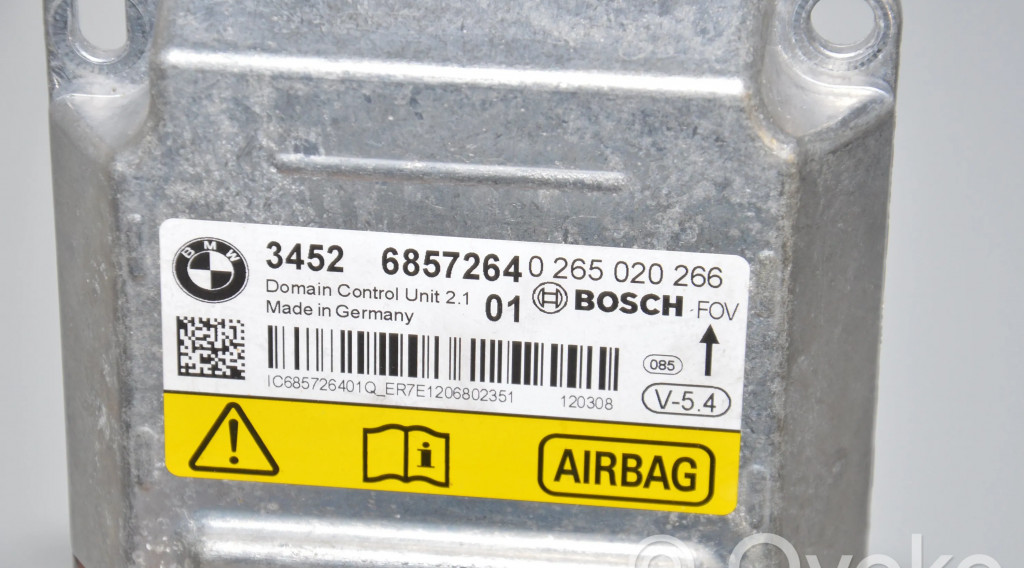 BMW
3452 6857264 0 265 020 266
Domain Control Unit 2.1 01 BOSCH FOV
Made in Germany
085
IC685726401Q_ER7E1206802351 120308
V-5.4
i
AIRBAG
Ovoko